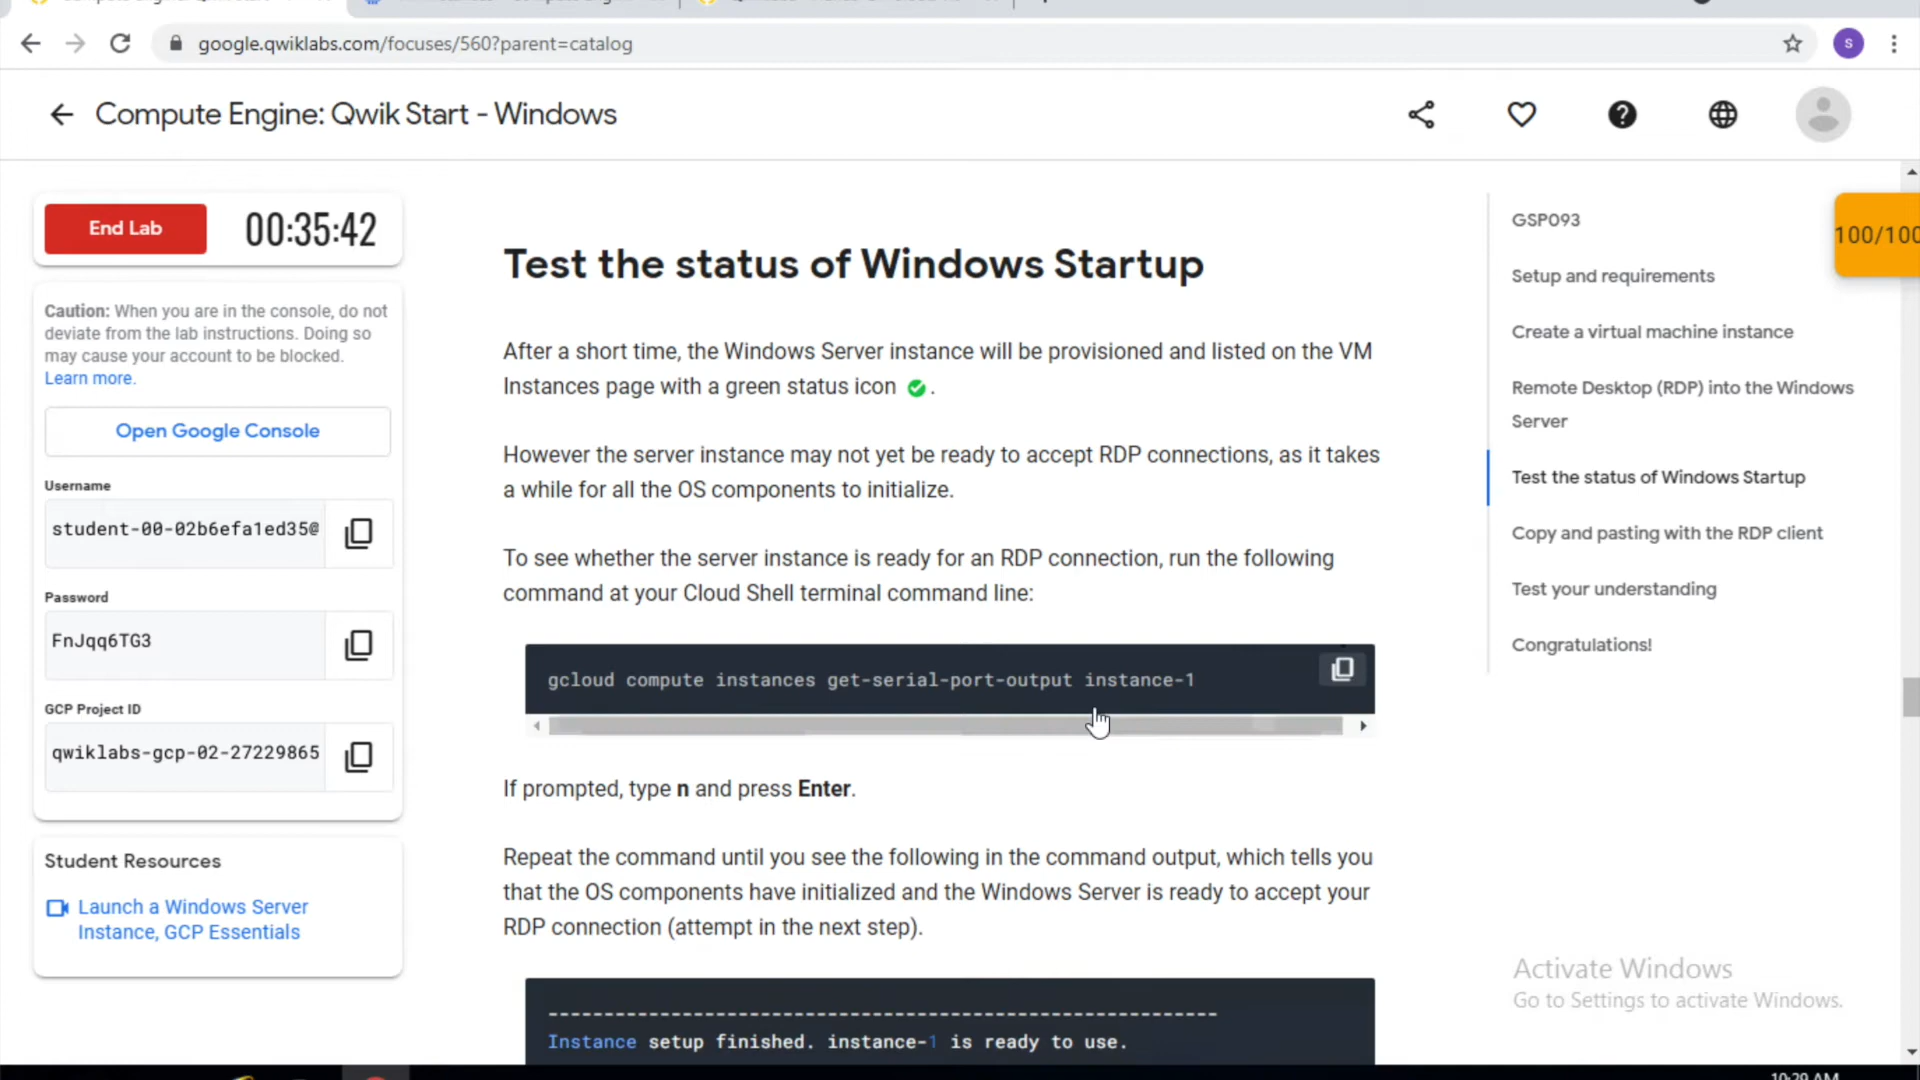 google.qwiklabs.com/focuses/560?parent=catalog
S
Compute Engine: Qwik Start - Windows
End Lab
00:35:42
Caution: When you are in the console, do not
deviate from the lab instructions. Doing so
may cause your account to be blocked.
Learn more.
Open Google Console
Username
student-00-02b6efa1ed35@
Password
FnJqq6TG3
GCP Project ID
qwiklabs-gcp-02-27229865
Student Resources
Launch a Windows Server
Instance, GCP Essentials
Test the status of Windows Startup
After a short time, the Windows Server instance will be provisioned and listed on the VM
Instances page with a green status icon .
However the server instance may not yet be ready to accept RDP connections, as it takes
a while for all the OS components to initialize.
To see whether the server instance is ready for an RDP connection, run the following
command at your Cloud Shell terminal command line:
gcloud compute instances get-serial-port-output instance-1
If prompted, type n and press Enter.
Repeat the command until you see the following in the command output, which tells you
that the OS components have initialized and the Windows Server is ready to accept your
RDP connection (attempt in the next step).
------------------------------------------------------------
Instance setup finished. instance-1 is ready to use.
GSP093
Setup and requirements
Create a virtual machine instance
Remote Desktop (RDP) into the Windows
Server
Test the status of Windows Startup
Copy and pasting with the RDP client
Test your understanding
Congratulations!
100/100
Activate Windows
Go to Settings to activate Windows.
10:29 AM